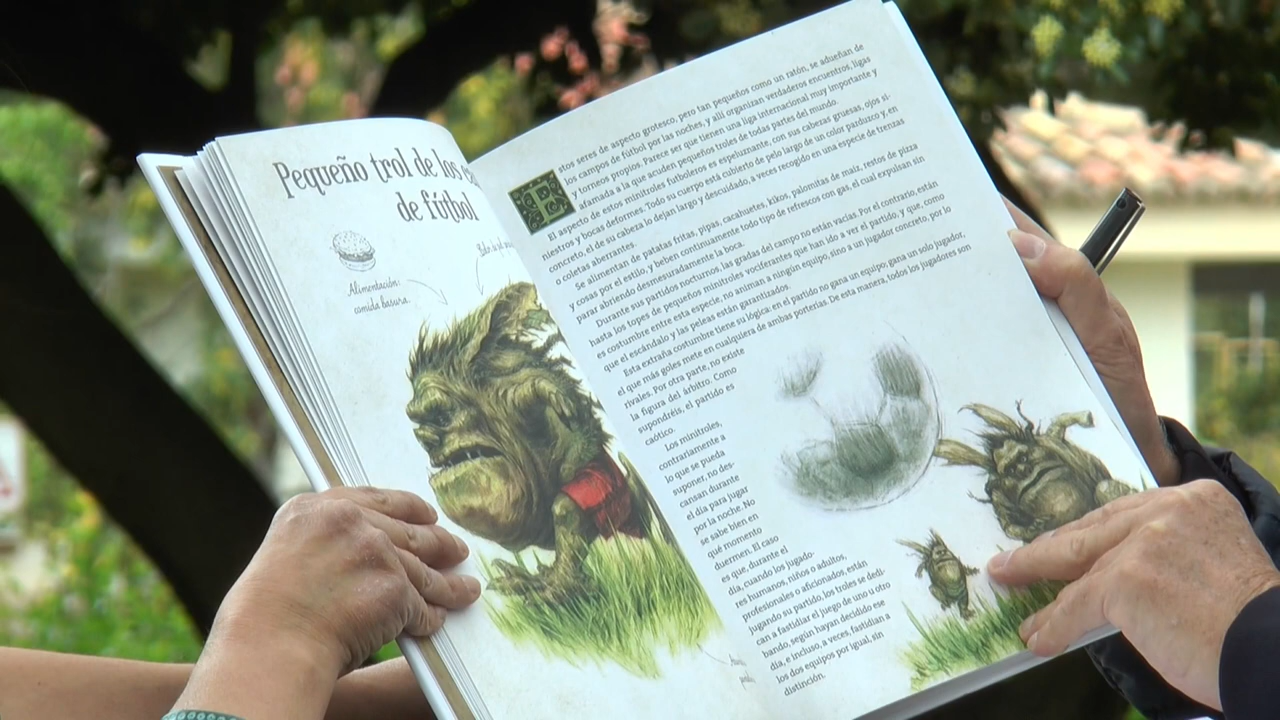 Pequeño trol de los
de fútbol
Alimentación:
comida basura.
Estos seres de aspecto grotesco, pero tan pequeños como un ratón, se adueñan de
los campos de fútbol por las noches, y allí organizan verdaderos encuentros, ligas
y torneos propios. Parece ser que tienen una liga internacional muy importante y
afamada a la que acuden pequeños troles de todas partes del mundo.
El aspecto de estos minitroles futboleros es espeluznante, con sus cabezas gruesas, ojos si-
niestros y bocas deformes. Todo su cuerpo está cubierto de pelo largo de un color parduzco y, en
concreto, el de su cabeza lo dejan largo y descuidado, a veces recogido en una especie de trenzas
o coletas aberrantes.
Se alimentan de patatas fritas, pipas, cacahuetes, kikos, palomitas de maíz, restos de pizza
y cosas por el estilo, y beben continuamente todo tipo de refrescos con gas, el cual expulsan sin
parar abriendo desmesuradamente la boca.
Durante sus partidos nocturnos, las gradas del campo no están vacías. Por el contrario, están
hasta los topes de pequeños minitroles vociferantes que han ido a ver el partido, y que, como
es costumbre entre esta especie, no animan a ningún equipo, sino a un jugador concreto, por lo
que el escándalo y las peleas están garantizados.
Esta extraña costumbre tiene su lógica: en el partido no gana un equipo; gana un solo jugador,
el que más goles mete en cualquiera de ambas porterías. De esta manera, todos los jugadores son
rivales. Por otra parte, no existe
la figura del árbitro. Como
supondréis, el partido es
caótico.
Los minitroles,
contrariamente a
lo que se pueda
suponer, no des-
cansan durante
el día para jugar
por la noche. No
se sabe bien en
qué momento
duermen. El caso
es que, durante el
día, cuando los jugado-
res humanos, niños o adultos,
profesionales o aficionados, están
jugando su partido, los troles se dedi-
can a fastidiar el juego de uno u otro
bando, según hayan decidido ese
día, e incluso, a veces, fastidian a
los dos equipos por igual, sin
distinción.